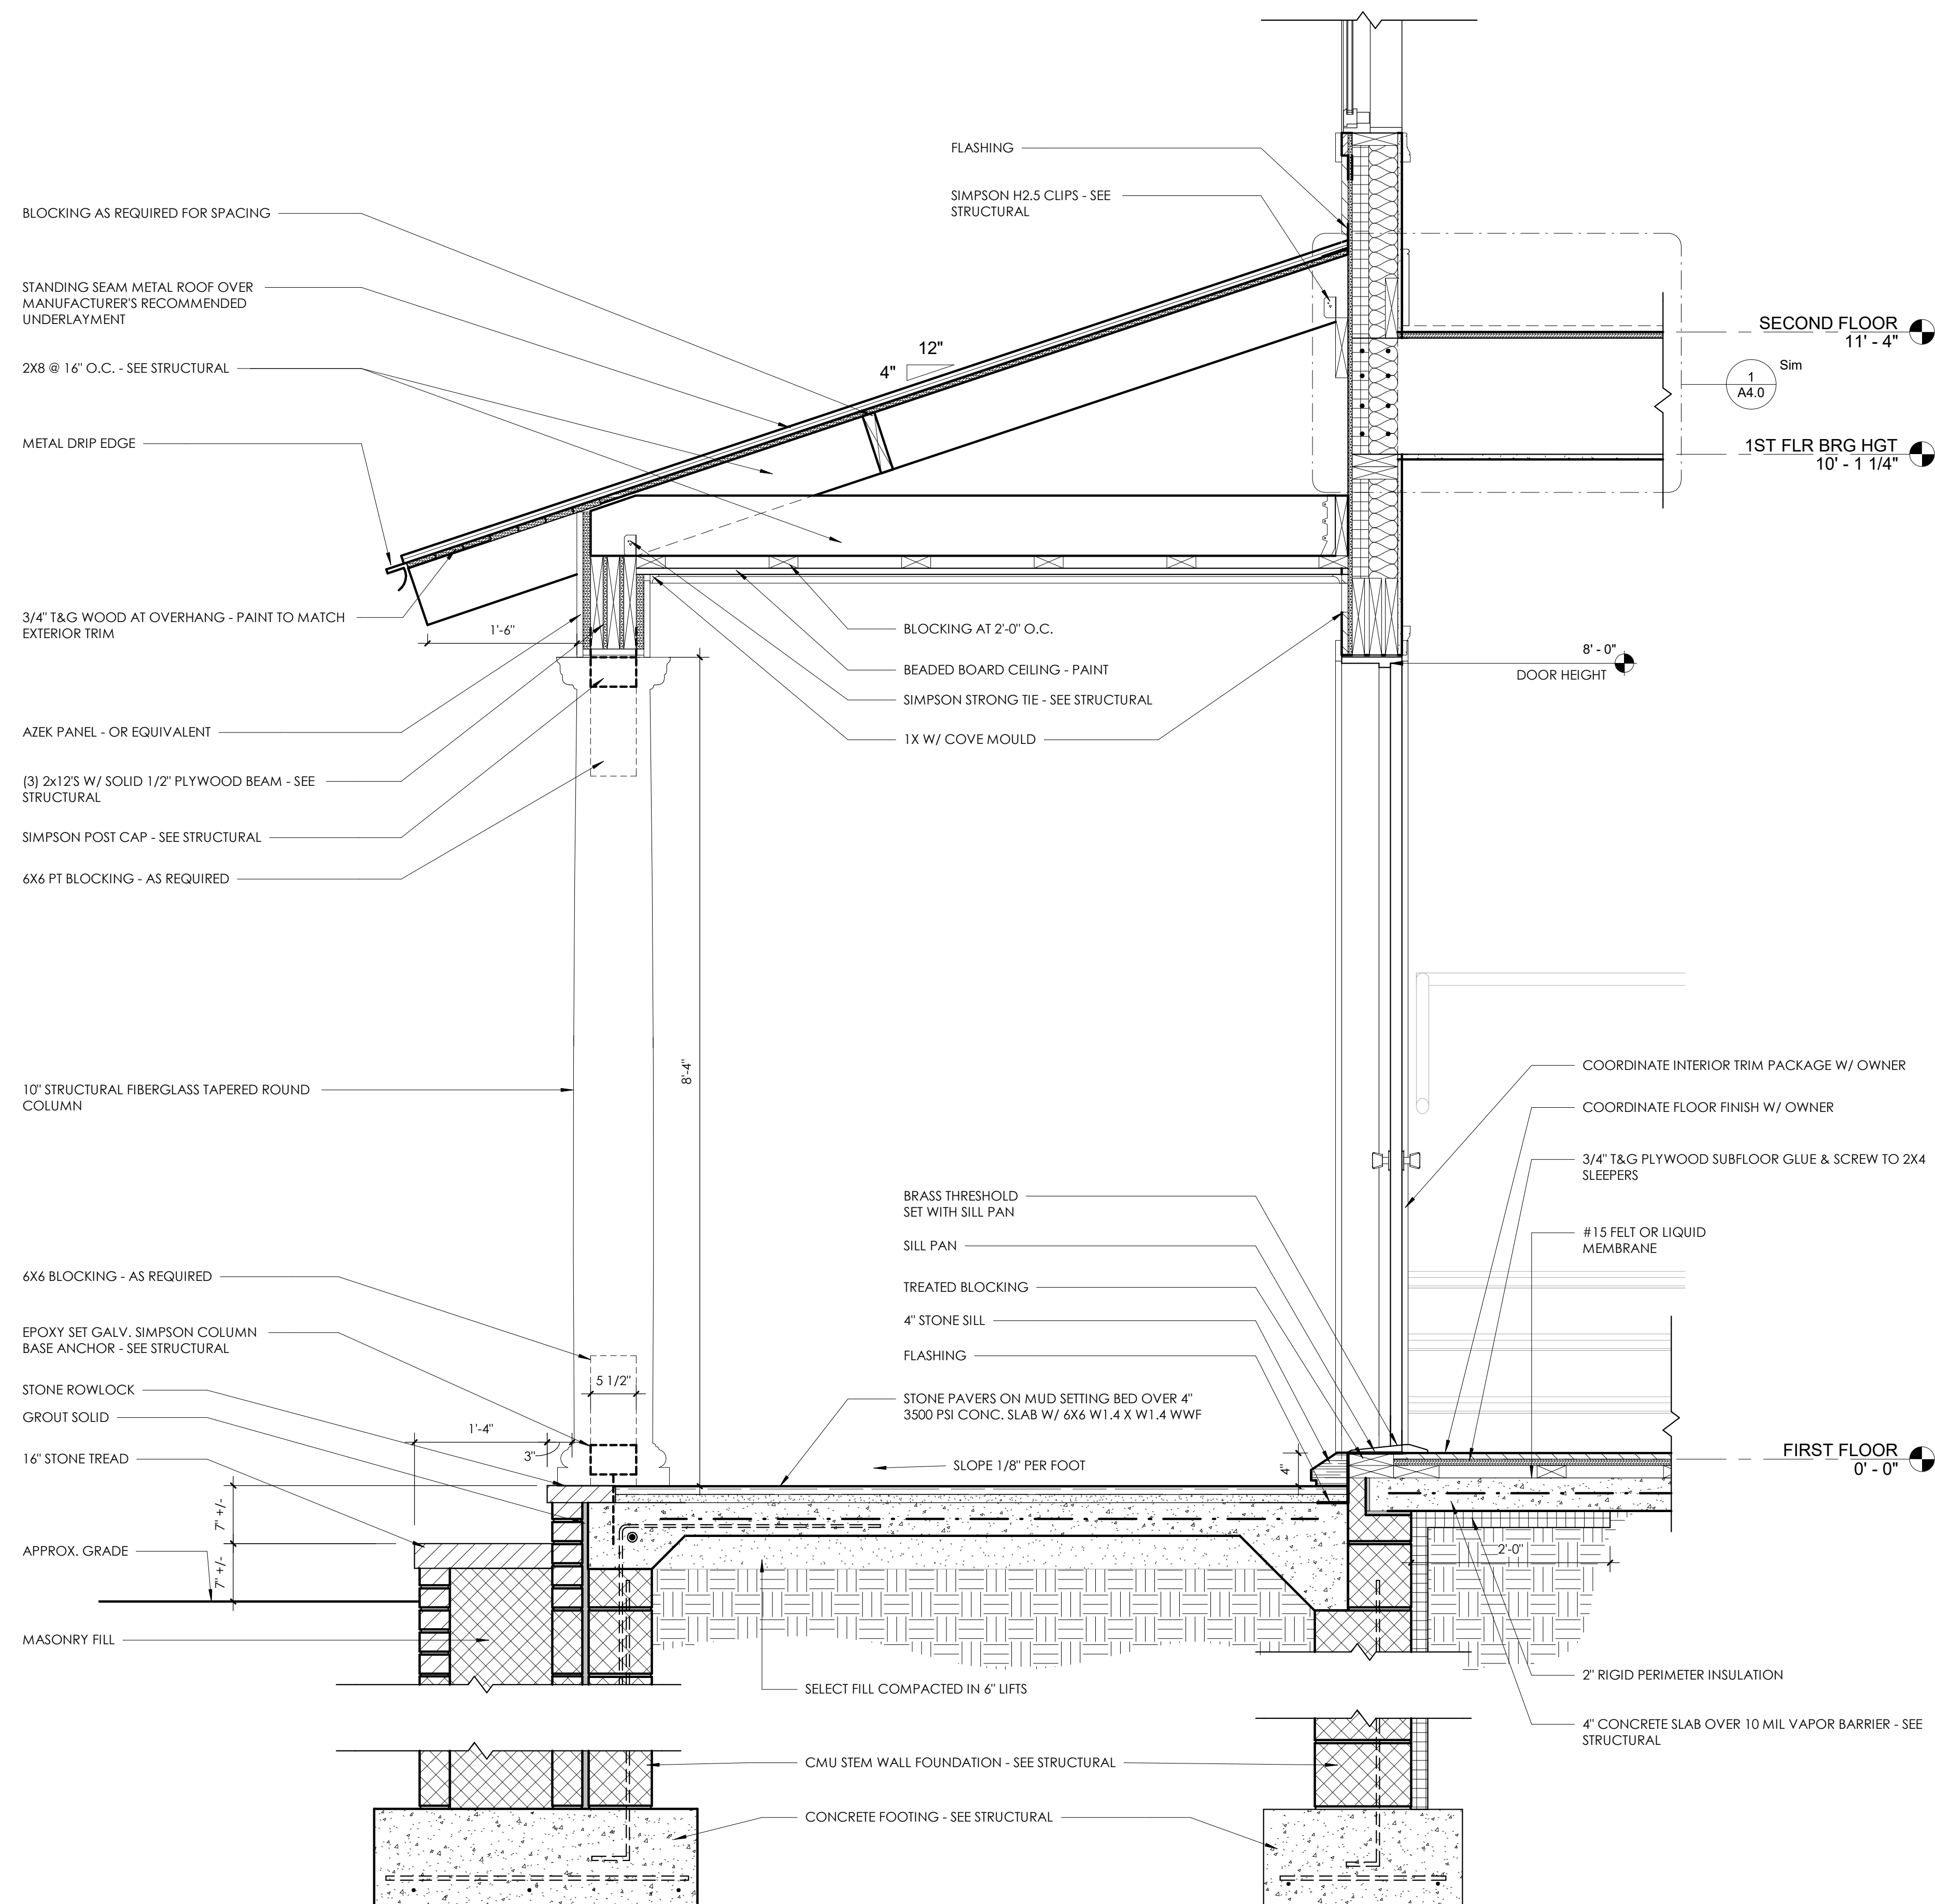 FLASHING
SIMPSON H2.5 CLIPS - SEE
STRUCTURAL
BLOCKING AS REQUIRED FOR SPACING
STANDING SEAM METAL ROOF OVER
MANUFACTURER'S RECOMMENDED
UNDERLAYMENT
2X8 @ 16" O.C. - SEE STRUCTURAL
METAL DRIP EDGE
12"
4"
SECOND FLOOR
11' - 4"
1
A4.0
Sim
1ST FLR BRG HGT
10' - 1 1/4"
3/4" T&G WOOD AT OVERHANG - PAINT TO MATCH
EXTERIOR TRIM
1'-6"
BLOCKING AT 2'-0" O.C.
BEADED BOARD CEILING - PAINT
SIMPSON STRONG TIE - SEE STRUCTURAL
1X W/ COVE MOULD
8' - 0"
DOOR HEIGHT
AZEK PANEL - OR EQUIVALENT
(3) 2x12'S W/ SOLID 1/2" PLYWOOD BEAM - SEE
STRUCTURAL
SIMPSON POST CAP - SEE STRUCTURAL
6X6 PT BLOCKING - AS REQUIRED
8'-4"
10" STRUCTURAL FIBERGLASS TAPERED ROUND
COLUMN
COORDINATE INTERIOR TRIM PACKAGE W/ OWNER
COORDINATE FLOOR FINISH W/ OWNER
3/4" T&G PLYWOOD SUBFLOOR GLUE & SCREW TO 2X4
SLEEPERS
#15 FELT OR LIQUID
MEMBRANE
BRASS THRESHOLD
SET WITH SILL PAN
SILL PAN
TREATED BLOCKING
4" STONE SILL
FLASHING
STONE PAVERS ON MUD SETTING BED OVER 4"
3500 PSI CONC. SLAB W/ 6X6 W1.4 X W1.4 WWF
SLOPE 1/8" PER FOOT
4"
6X6 BLOCKING - AS REQUIRED
EPOXY SET GALV. SIMPSON COLUMN
BASE ANCHOR - SEE STRUCTURAL
STONE ROWLOCK
GROUT SOLID
16" STONE TREAD
APPROX. GRADE
MASONRY FILL
5 1/2"
1'-4"
3"
7" +/-
7" +/-
FIRST FLOOR
0' - 0"
2'-0"
SELECT FILL COMPACTED IN 6" LIFTS
2" RIGID PERIMETER INSULATION
4" CONCRETE SLAB OVER 10 MIL VAPOR BARRIER - SEE
STRUCTURAL
CMU STEM WALL FOUNDATION - SEE STRUCTURAL
CONCRETE FOOTING - SEE STRUCTURAL